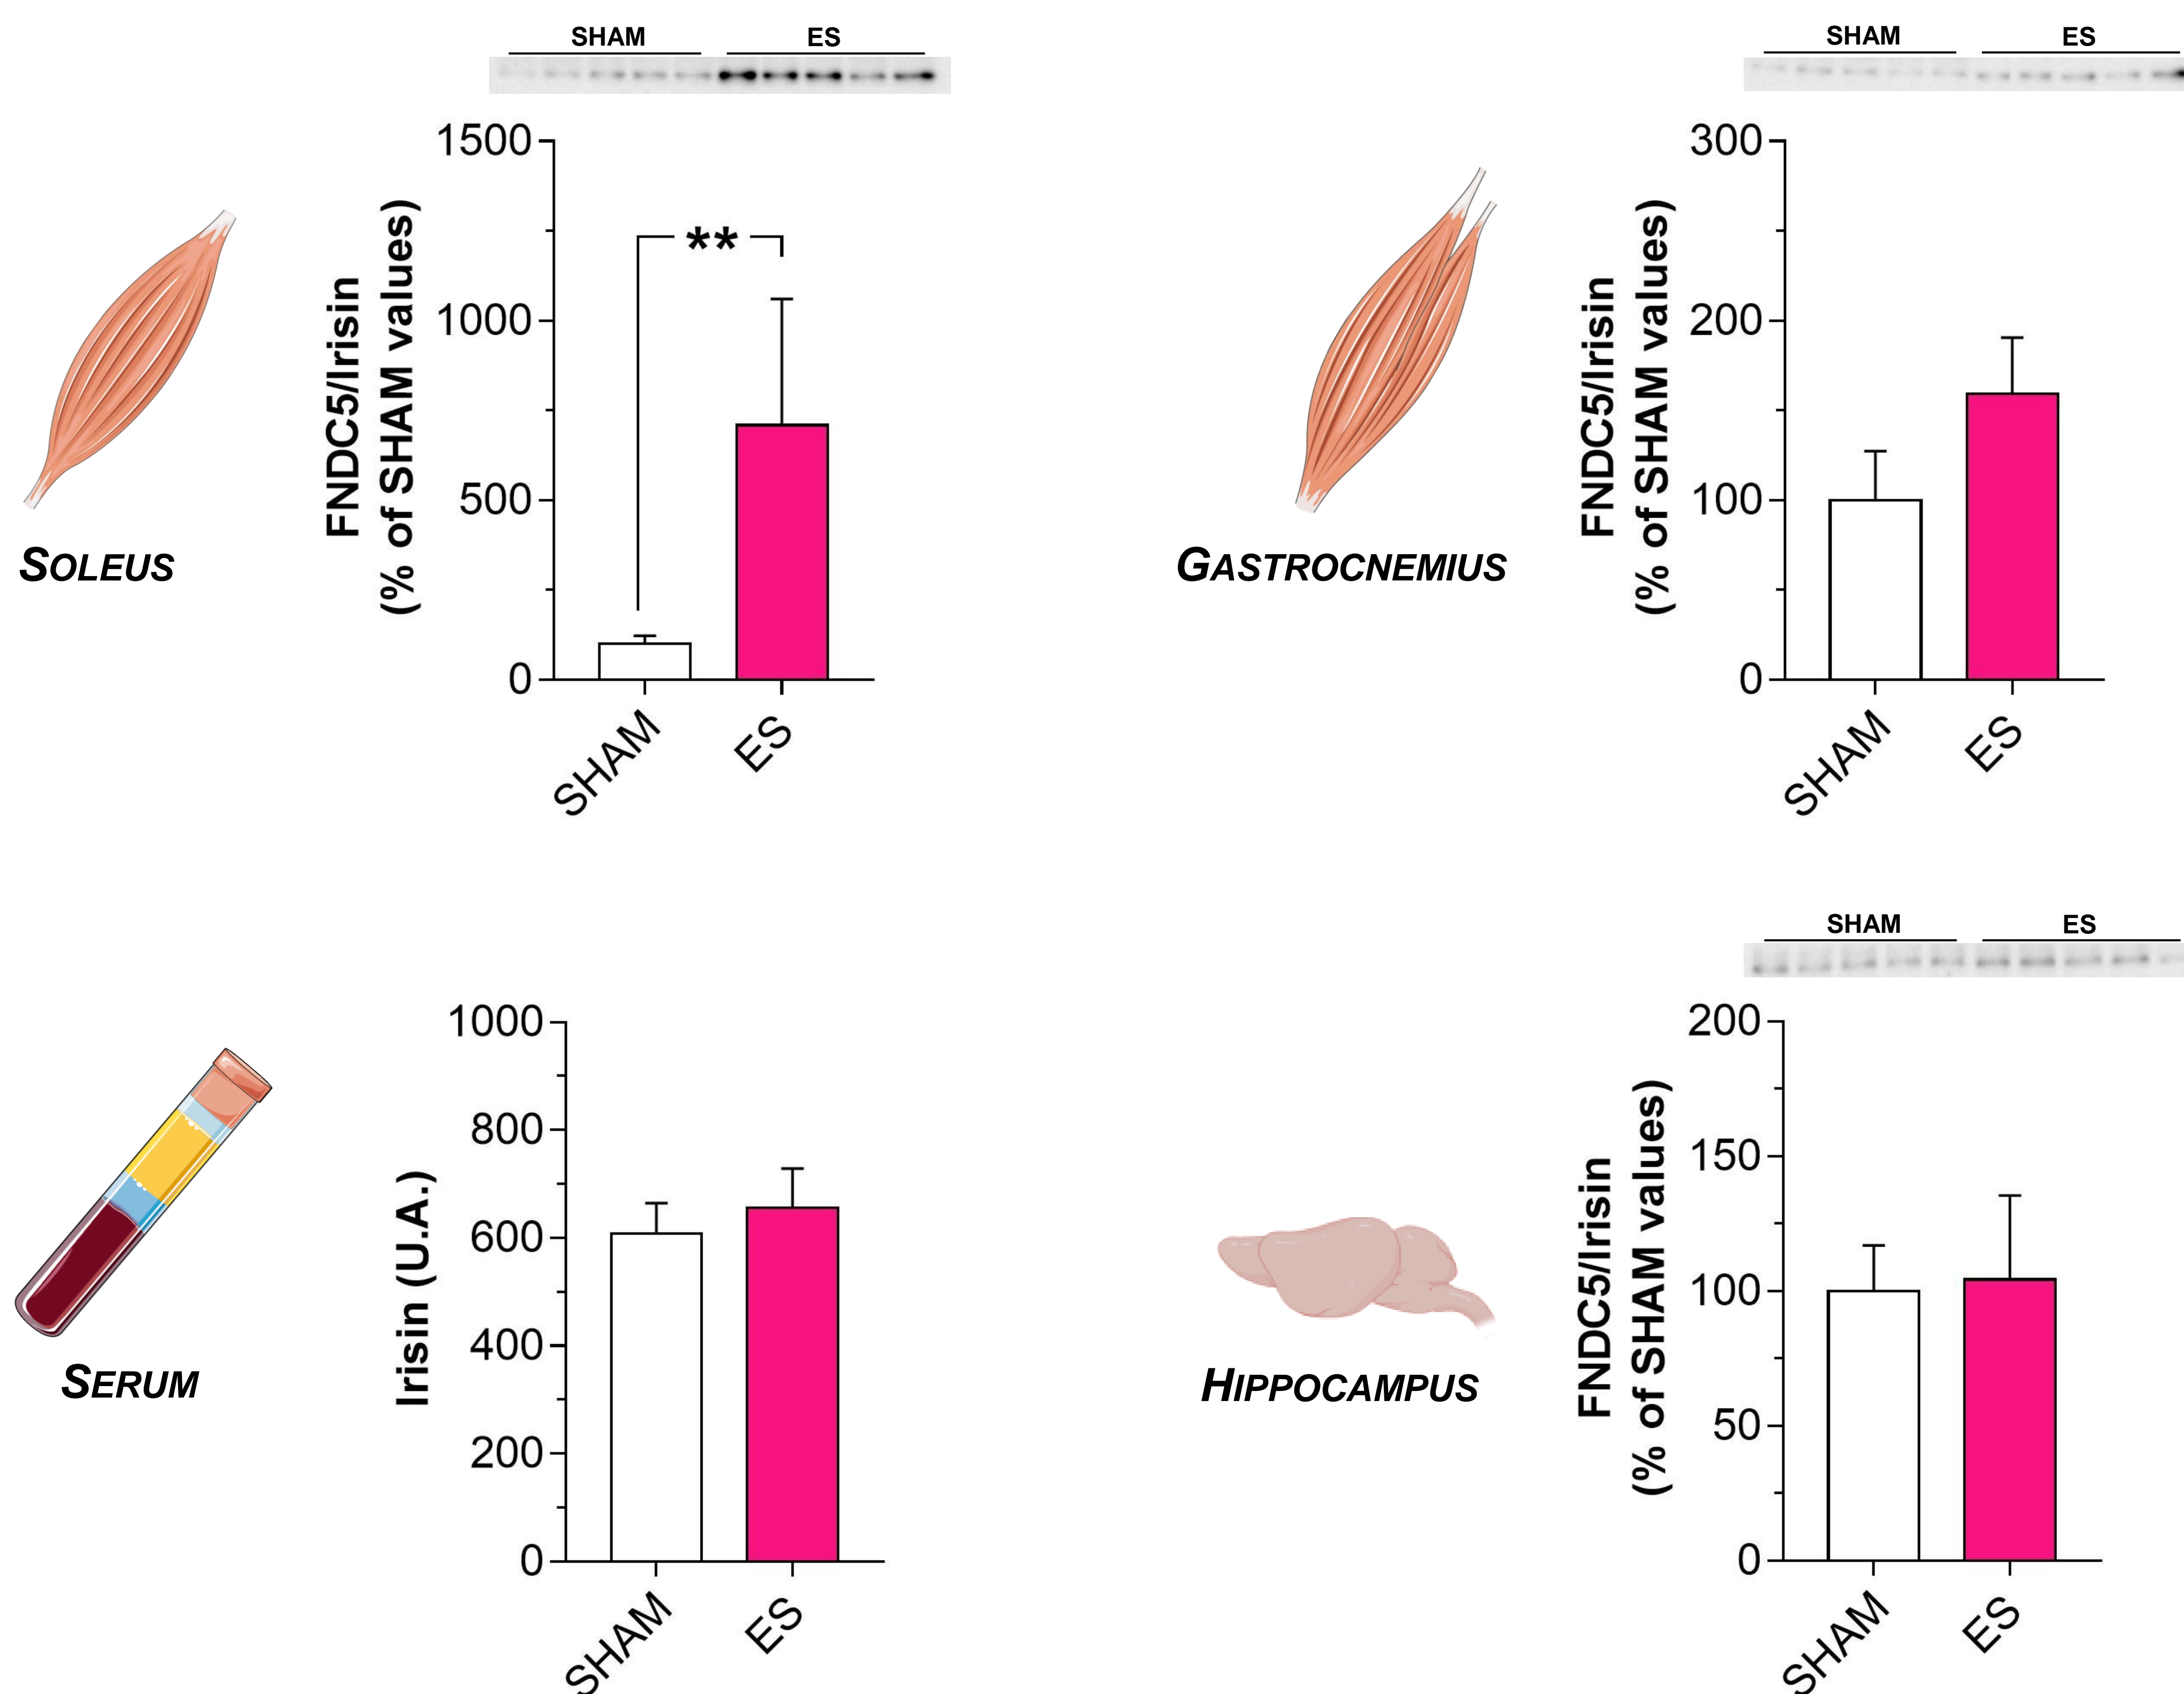 SHAM ES
1500
1000
500
0
FNDC5/Irisin
(% of SHAM values)
**
SHAM
ES
SOLEUS
SHAM ES
300
200
100
0
FNDC5/Irisin
(% of SHAM values)
SHAM
ES
GASTROCNEMIUS
1000
800
600
400
200
0
Irisin (U.A.)
SHAM
ES
SERUM
SHAM ES
200
150
100
50
0
FNDC5/Irisin
(% of SHAM values)
SHAM
ES
HIPPOCAMPUS